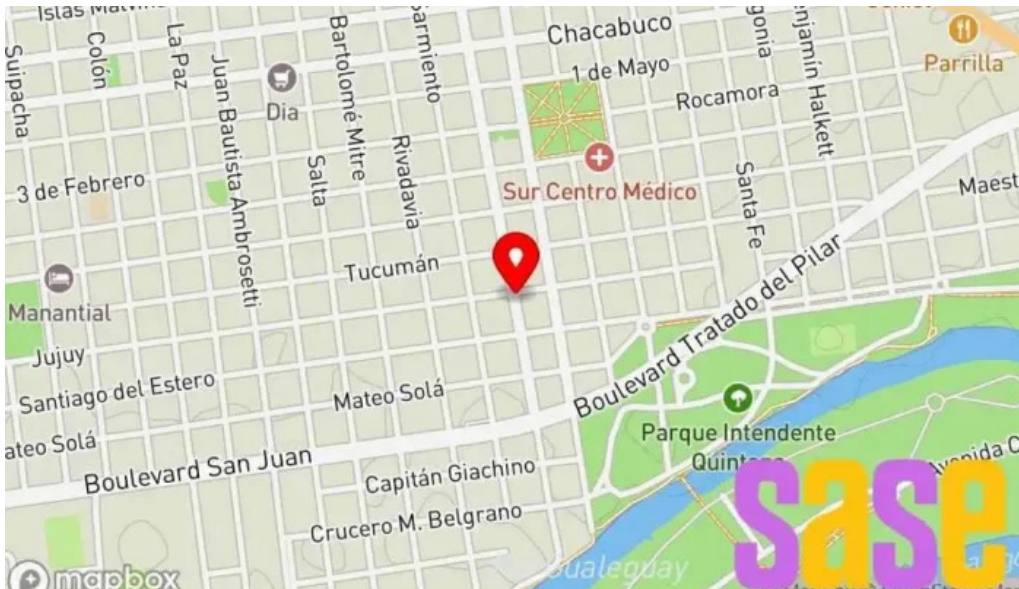 Islas Malvinas
Colón
La Paz
Suipacha
Juan Bautista Ambrosetti
Dia
Bartolomé Mitre
Sarmiento
Chacabuco
1 de Mayo
Rocamora
Benjamín Halkett
Parrilla
3 de Febrero
Salta
Rivadavia
Sur Centro Médico
Santa Fe
Maest
Tucumán
Manantial
Jujuy
Santiago del Estero
Mateo Solá
ateo Solá
Boulevard San Juan
Boulevard Tratado del Pilar
Parque Intendente
Quintana
Capitán Giachino
Crucero M. Belgrano
Avenida C
Gualeguay
mapbox
sase